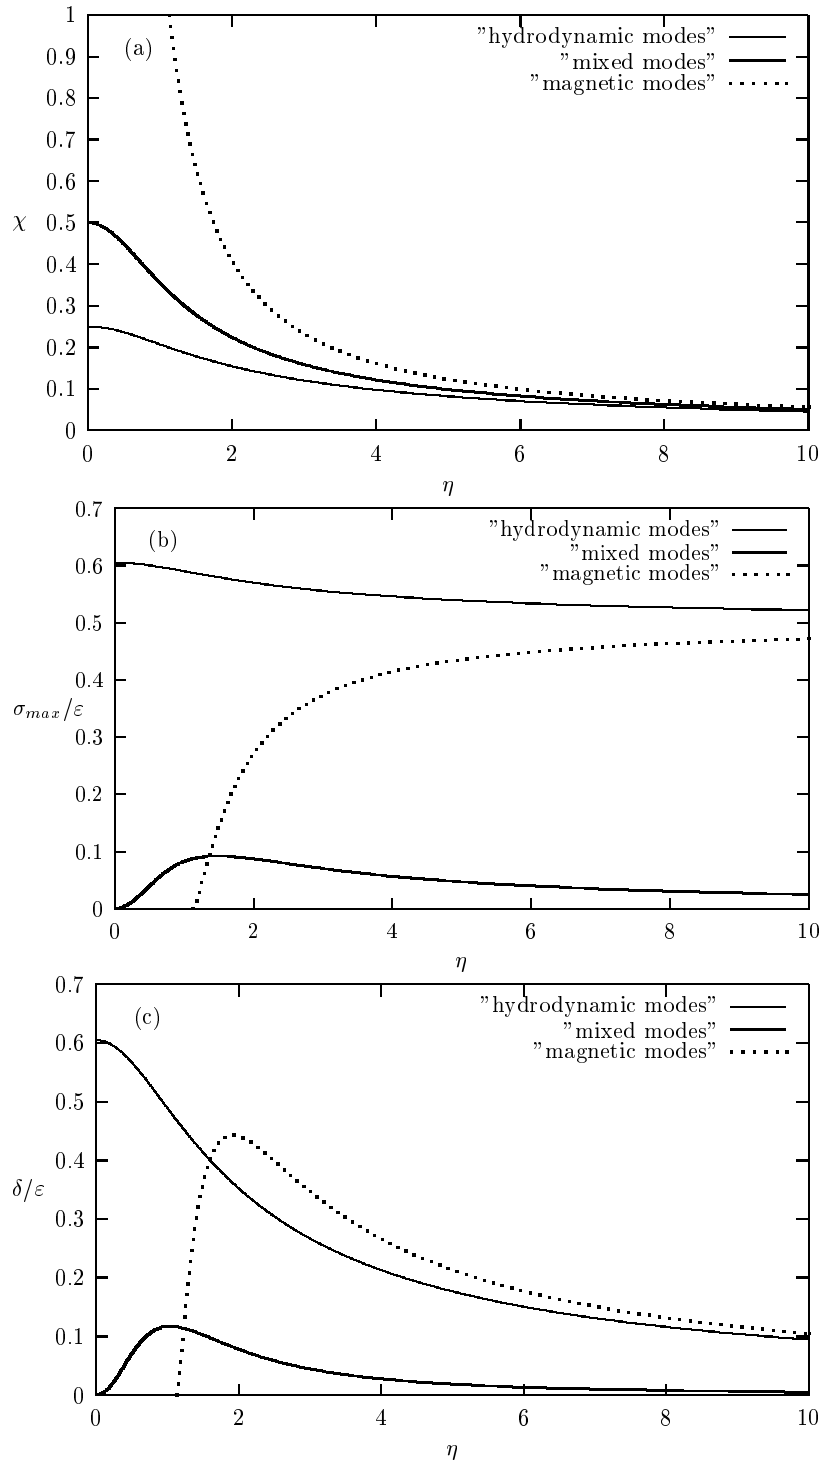 1
(a)
"hydrodynamic modes"
0.9
"mixed modes"
"magnetic modes"
0.8
0.7
0.6
χ
0.5
0.4
0.3
0.2
0.1
0
0 2 4 6 8 10
η
0.7
(b)
"hydrodynamic modes"
"mixed modes"
0.6
"magnetic modes"
0.5
0.4
σmax/ε
0.3
0.2
0.1
0
0 2 4 6 8 10
η
0.7
(c)
"hydrodynamic modes"
"mixed modes"
0.6
"magnetic modes"
0.5
0.4
δ/ε
0.3
0.2
0.1
0
0 2 4 6 8 10
η